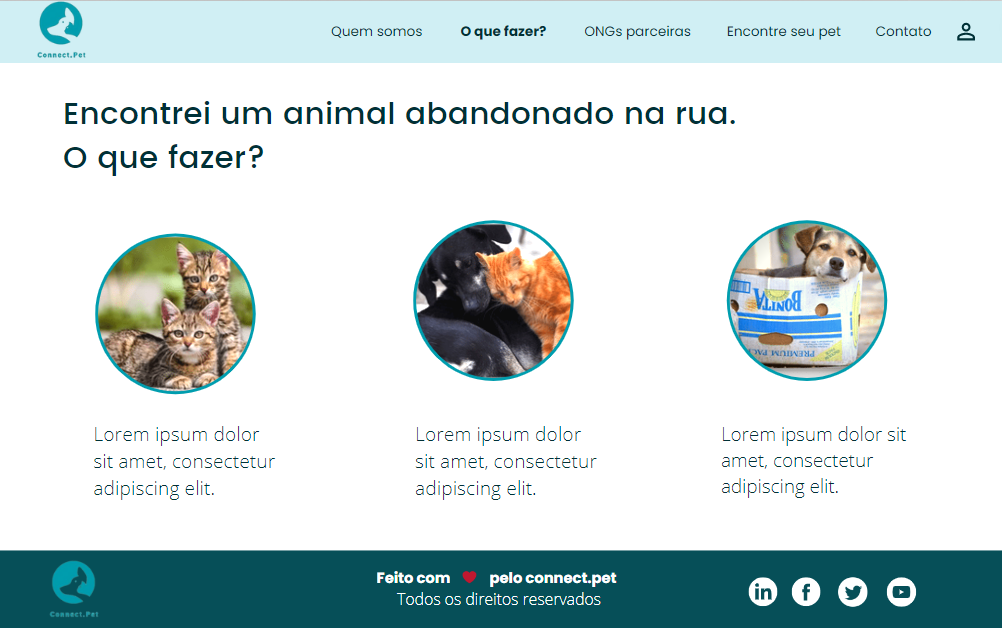 Connect.Pet
Quem somos O que fazer? ONGs parceiras Encontre seu pet Contato
Encontrei um animal abandonado na rua.
O que fazer?
BONITA
PREMIUM PAC
Lorem ipsum dolor
sit amet, consectetur
adipiscing elit.
Lorem ipsum dolor
sit amet, consectetur
adipiscing elit.
Lorem ipsum dolor sit
amet, consectetur
adipiscing elit.
Connect.Pet
Feito com ❤ pelo connect.pet
Todos os direitos reservados
in f